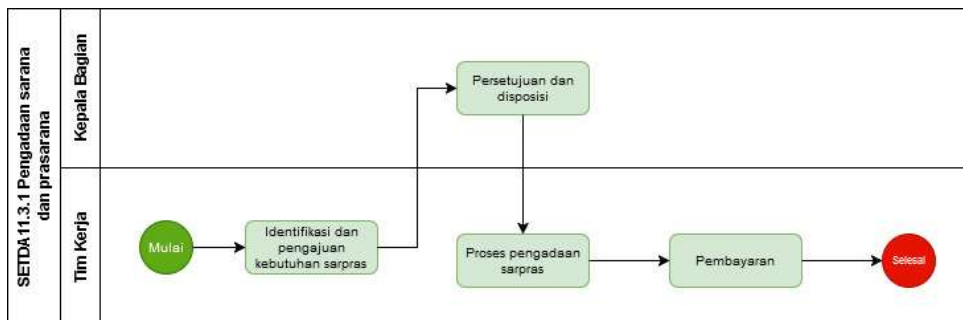 SETDA 11.3.1 Pengadaan sarana
dan prasarana
Kepala Bagian
Persetujuan dan
disposisi
Tim Kerja
Mulai
Identifikasi dan
pengajuan
kebutuhan sarpras
Proses pengadaan
sarpras
Pembayaran
Selesai